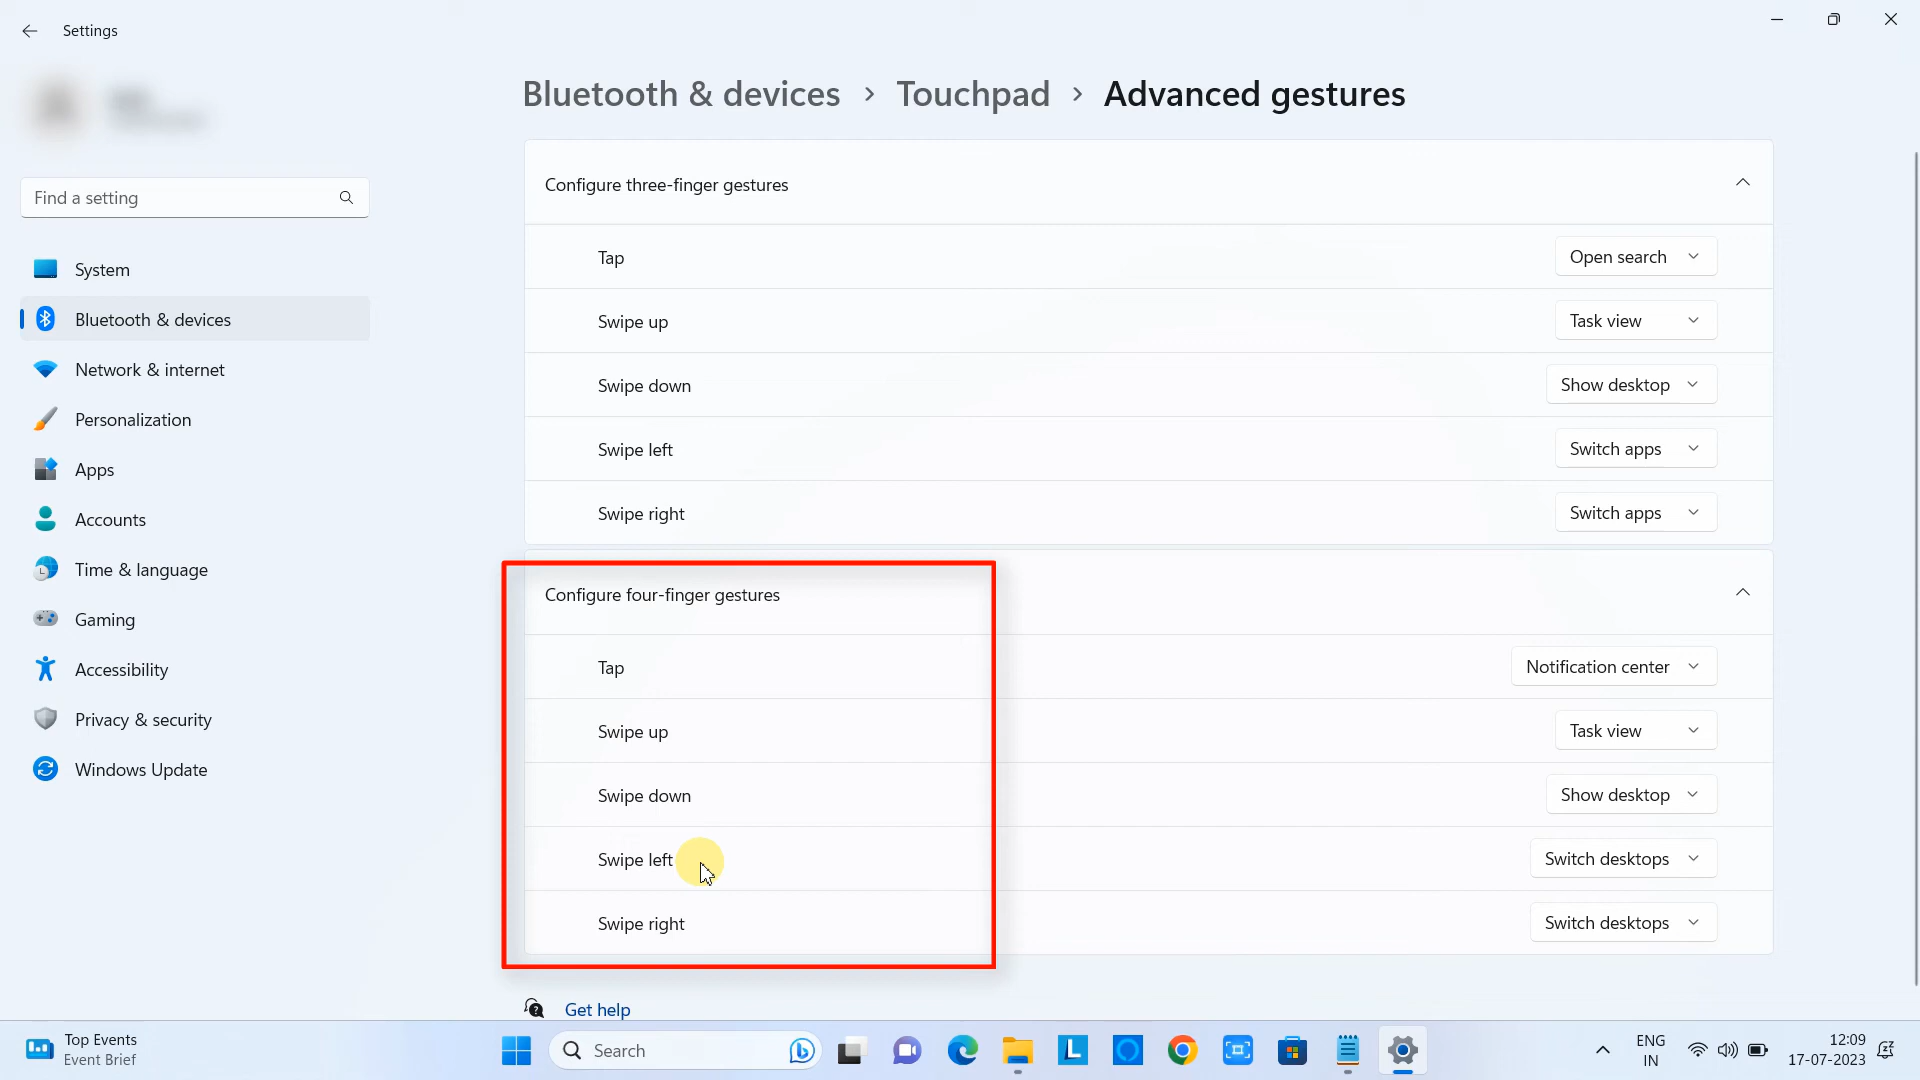 Settings
Bluetooth & devices > Touchpad > Advanced gestures
Find a setting
System
Bluetooth & devices
Network & internet
Personalization
Apps
Accounts
Time & language
Gaming
Accessibility
Privacy & security
Windows Update
Configure three-finger gestures
Tap Open search
Swipe up Task view
Swipe down Show desktop
Swipe left Switch apps
Swipe right Switch apps
Configure four-finger gestures
Tap Notification center
Swipe up Task view
Swipe down Show desktop
Swipe left Switch desktops
Swipe right Switch desktops
Get help
Top Events
Event Brief
Search
L
ENG
IN
12:09
17-07-2023